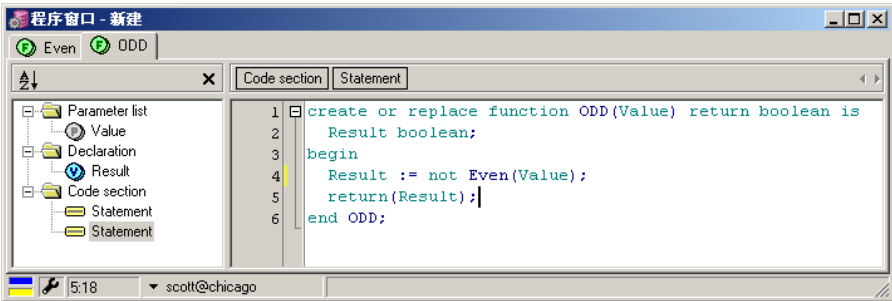 程序窗口 - 新建
Even
ODD
Code section
Statement
Parameter list
Value
Declaration
Result
Code section
Statement
Statement
1 create or replace function ODD(Value) return boolean is
2 Result boolean;
3 begin
4 Result := not Even(Value);
5 return(Result);
6 end ODD;
5:18
scott@chicago